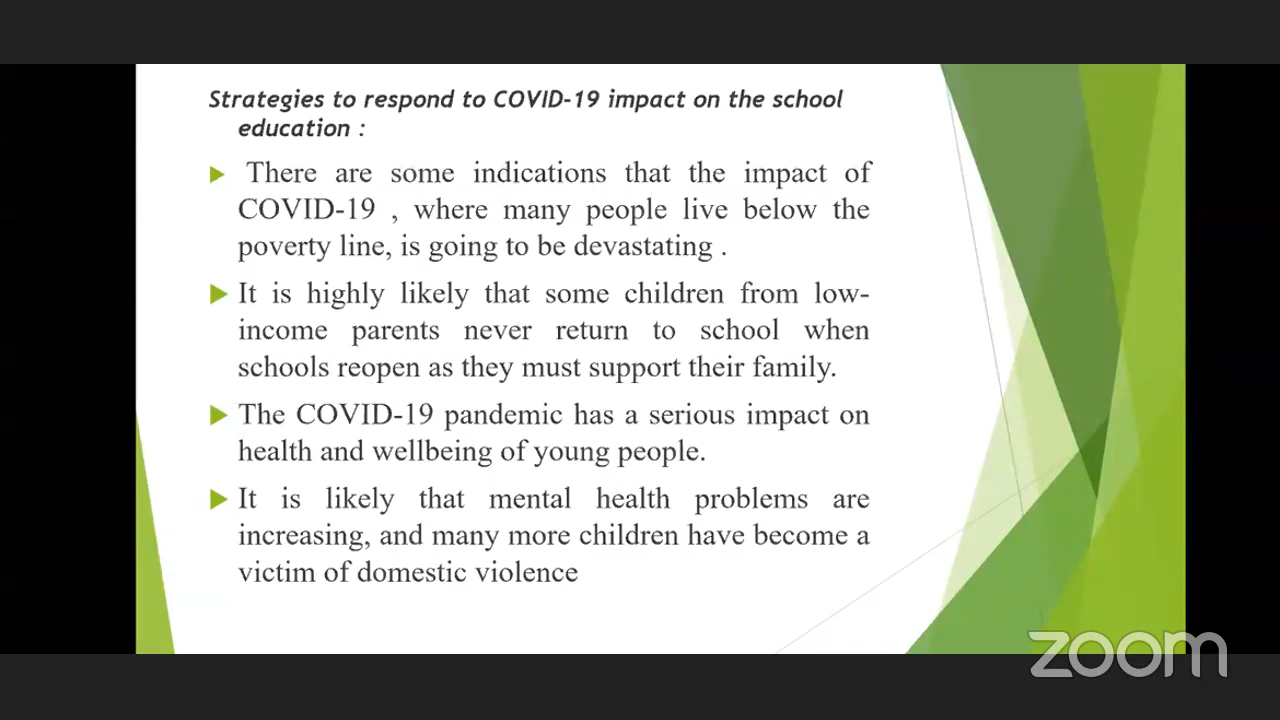 Strategies to respond to COVID-19 impact on the school
education :
There are some indications that the impact of
COVID-19 , where many people live below the
poverty line, is going to be devastating .
It is highly likely that some children from low-
income parents never return to school when
schools reopen as they must support their family.
The COVID-19 pandemic has a serious impact on
health and wellbeing of young people.
It is likely that mental health problems are
increasing, and many more children have become a
victim of domestic violence
zoom